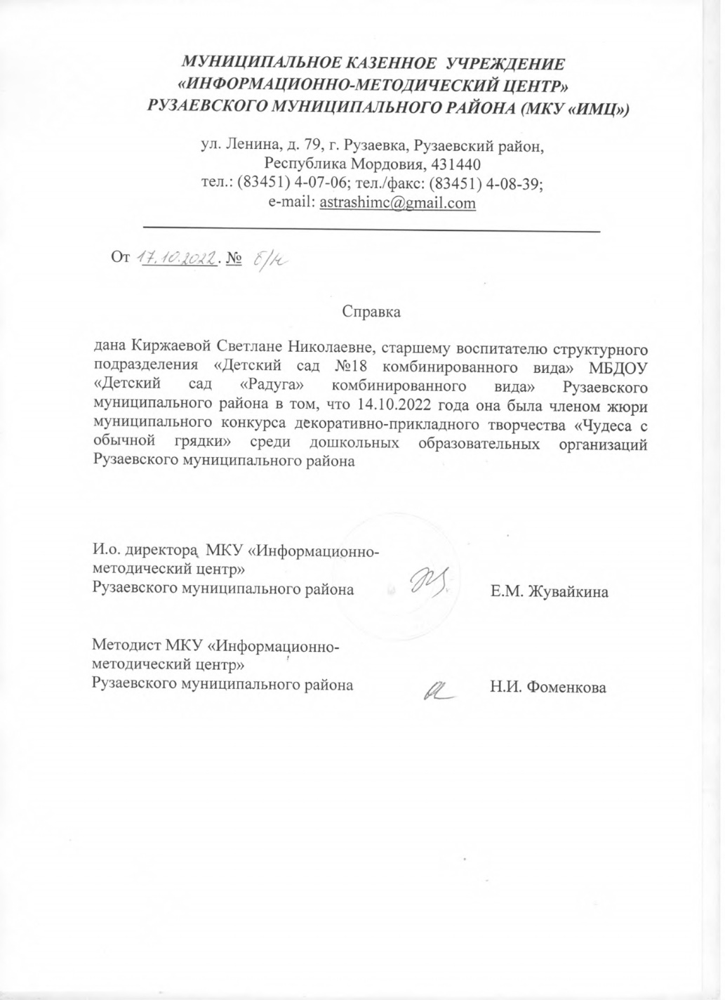 МУНИЦИПАЛЬНОЕ КАЗЕННОЕ УЧРЕЖДЕНИЕ
«ИНФОРМАЦИОННО-МЕТОДИЧЕСКИЙ ЦЕНТР»
РУЗАЕВСКОГО МУНИЦИПАЛЬНОГО РАЙОНА (МКУ «ИМЦ»)
ул. Ленина, д. 79, г. Рузаевка, Рузаевский район,
Республика Мордовия, 431440
тел.: (83451) 4-07-06; тел./факс: (83451) 4-08-39;
e-mail: astrashimc@gmail.com
От 17.10.2022. № б/н
Справка
дана Киржаевой Светлане Николаевне, старшему воспитателю структурного
подразделения «Детский сад №18 комбинированного вида» МБДОУ
«Детский сад «Радуга» комбинированного вида» Рузаевского
муниципального района в том, что 14.10.2022 года она была членом жюри
муниципального конкурса декоративно-прикладного творчества «Чудеса с
обычной грядки» среди дошкольных образовательных организаций
Рузаевского муниципального района
И.о. директора МКУ «Информационно-
методический центр»
Рузаевского муниципального района Е.М. Жувайкина
Методист МКУ «Информационно-
методический центр»
Рузаевского муниципального района Н.И. Фоменкова